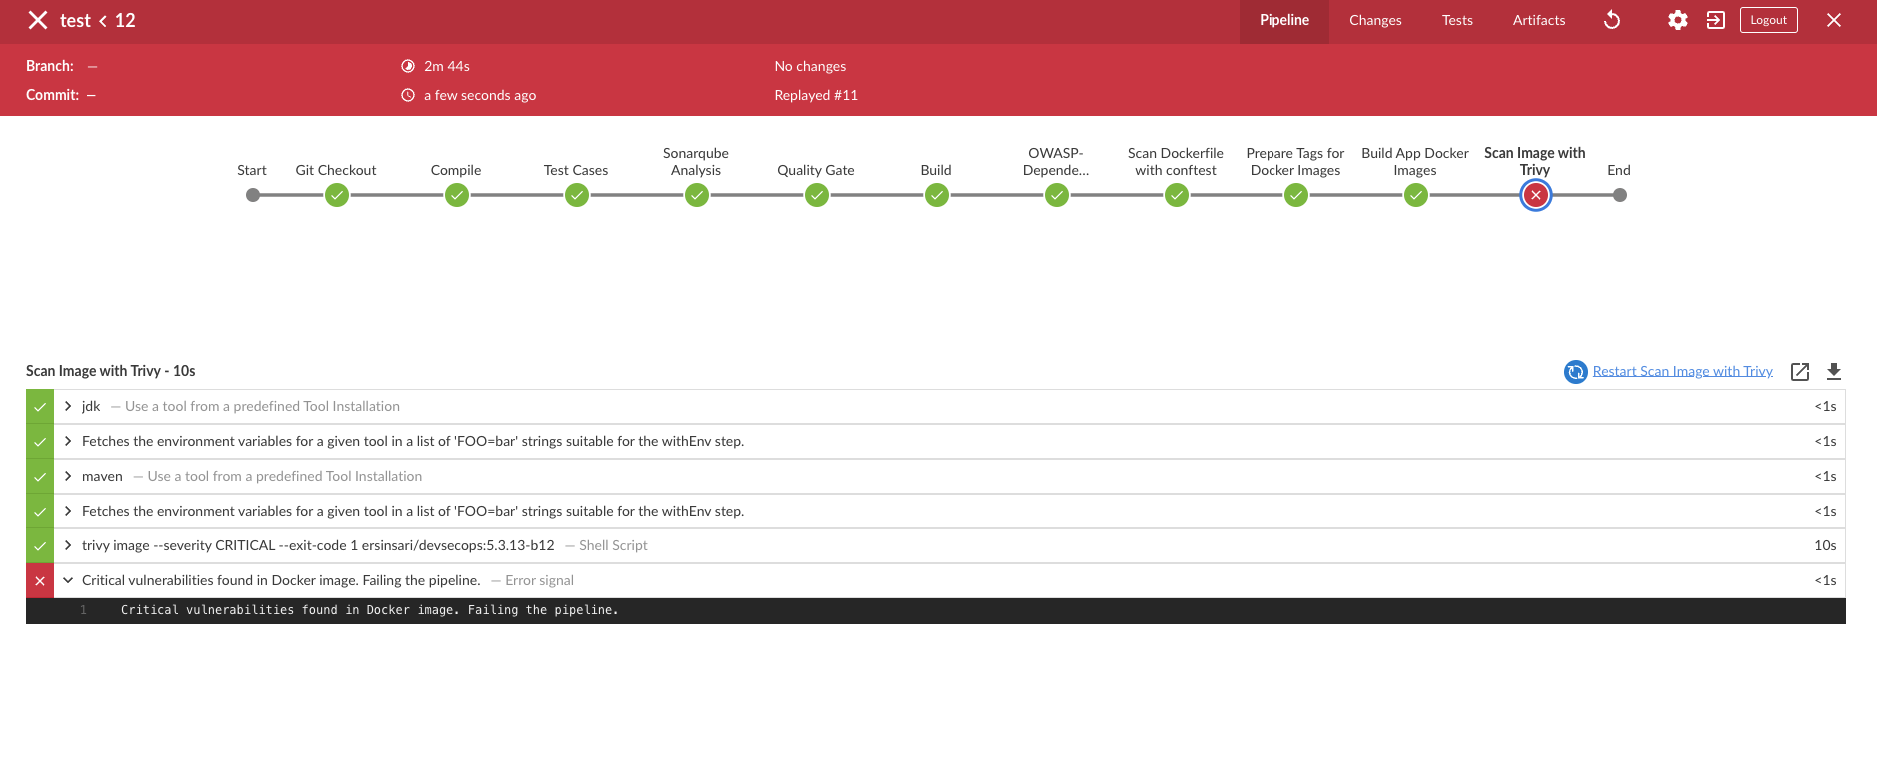 test < 12
Pipeline Changes Tests Artifacts Logout
Branch: — 2m 44s No changes
Commit: — a few seconds ago Replayed #11
Start
Git Checkout
Compile
Test Cases
Sonarqube
Analysis
Quality Gate
Build
OWASP-
Depende...
Scan Dockerfile
with conftest
Prepare Tags for
Docker Images
Build App Docker
Images
Scan Image with
Trivy
End
Scan Image with Trivy - 10s Restart Scan Image with Trivy
jdk — Use a tool from a predefined Tool Installation <1s
Fetches the environment variables for a given tool in a list of 'FOO=bar' strings suitable for the withEnv step. <1s
maven — Use a tool from a predefined Tool Installation <1s
Fetches the environment variables for a given tool in a list of 'FOO=bar' strings suitable for the withEnv step. <1s
trivy image --severity CRITICAL --exit-code 1 ersinsari/devsecops:5.3.13-b12 — Shell Script 10s
Critical vulnerabilities found in Docker image. Failing the pipeline. — Error signal <1s
1 Critical vulnerabilities found in Docker image. Failing the pipeline.